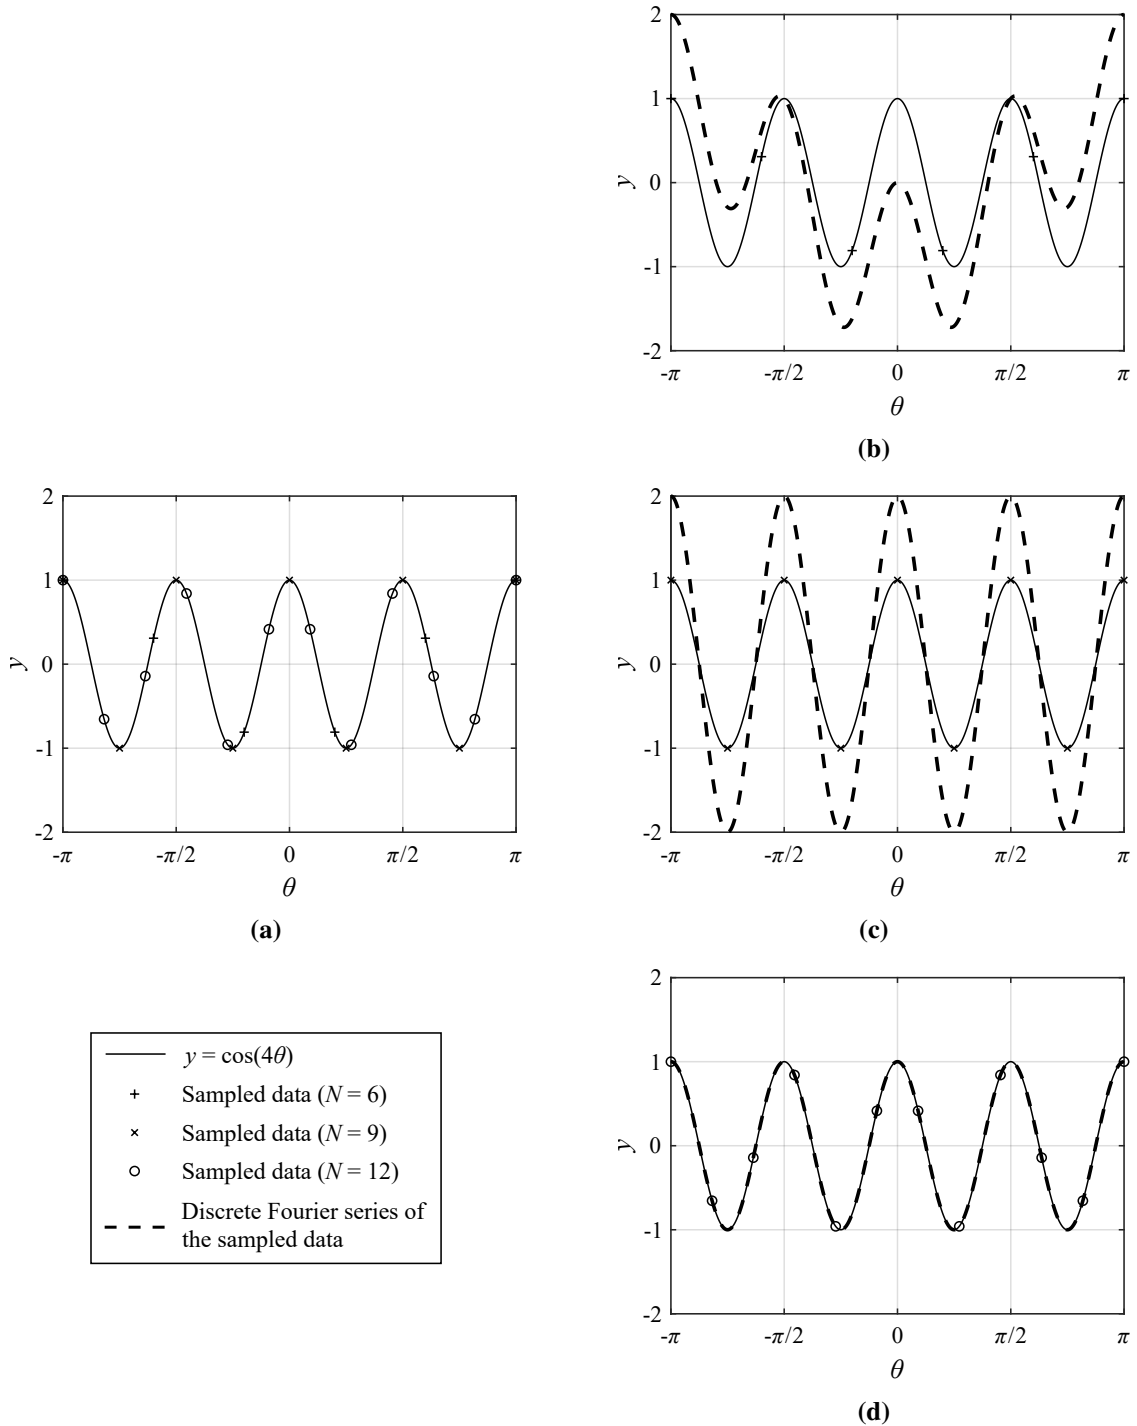 2
1
0
-1
-2
y
-π
-π/2
0
π/2
π
θ
(b)
2
1
0
-1
-2
y
-π
-π/2
0
π/2
π
θ
(a)
2
1
0
-1
-2
y
-π
-π/2
0
π/2
π
θ
(c)
y = cos(4θ)
Sampled data (N = 6)
Sampled data (N = 9)
Sampled data (N = 12)
Discrete Fourier series of
the sampled data
2
1
0
-1
-2
y
-π
-π/2
0
π/2
π
θ
(d)